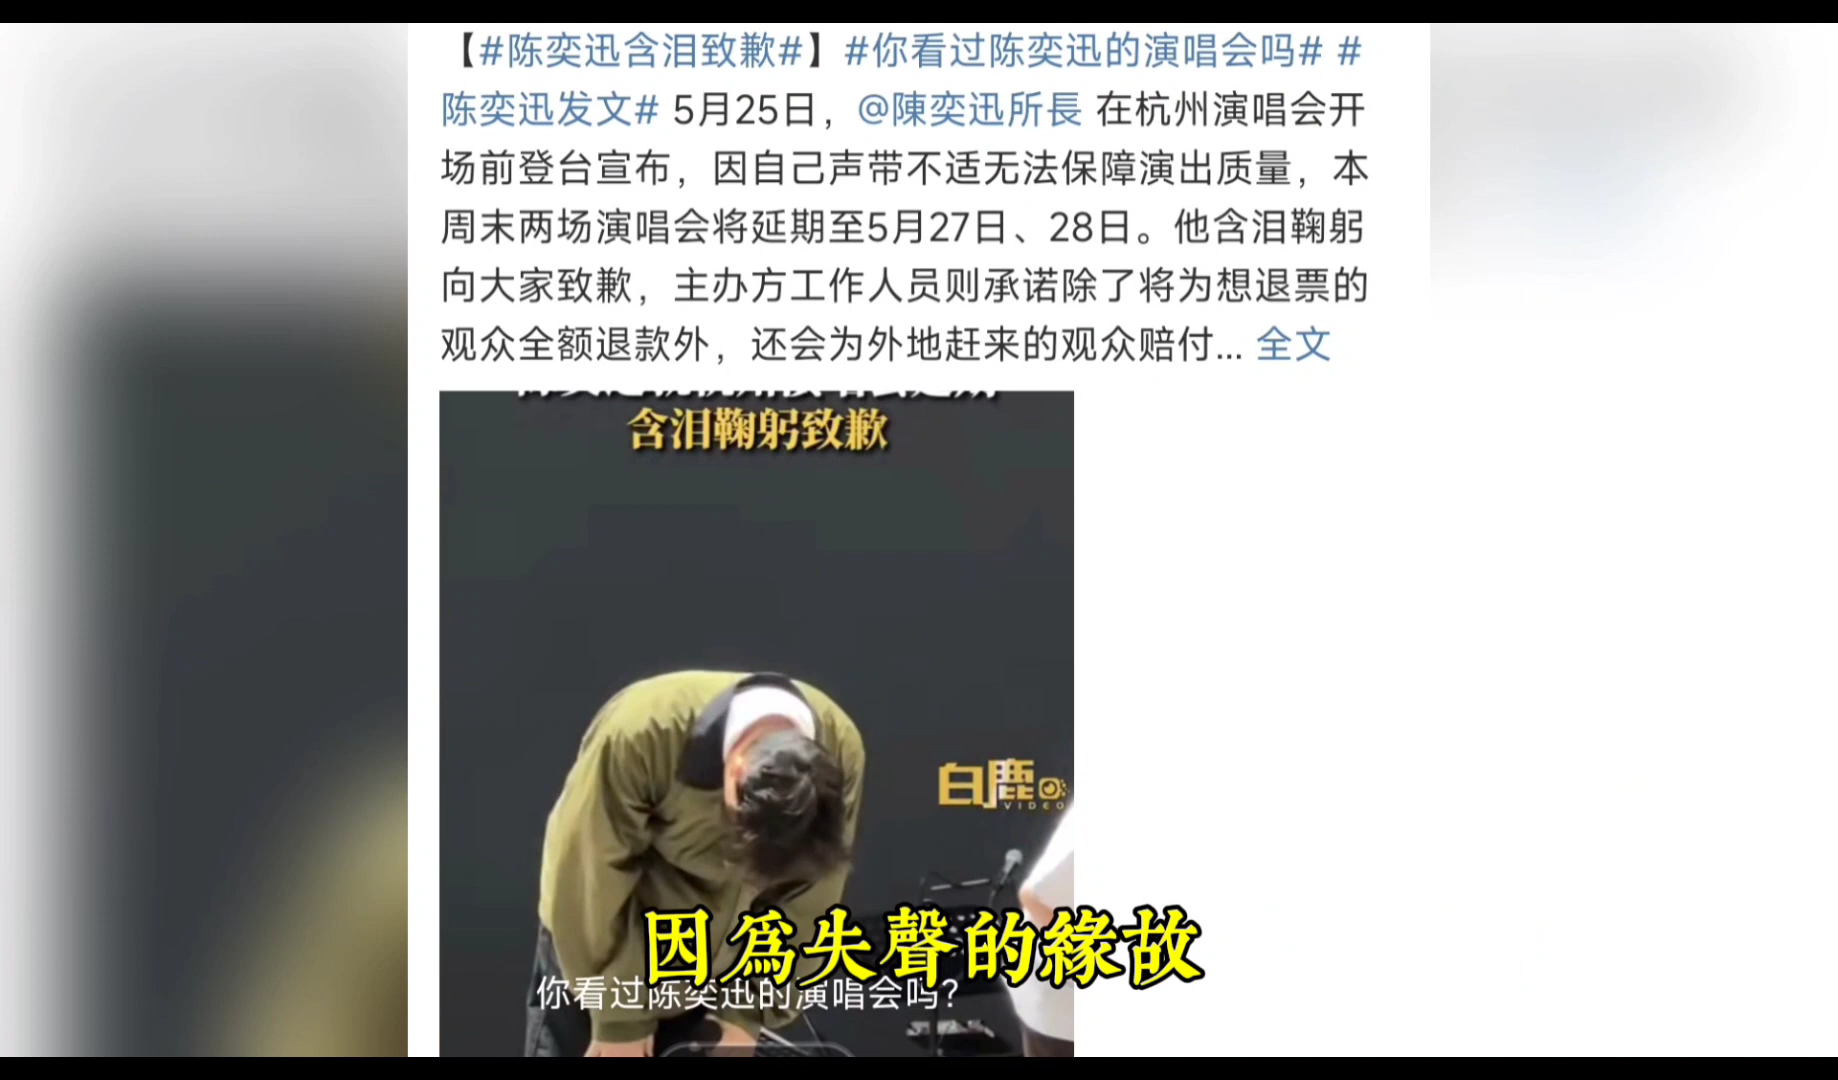 【#陈奕迅含泪致歉#】#你看过陈奕迅的演唱会吗# #
陈奕迅发文# 5月25日，@陳奕迅所長 在杭州演唱会开
场前登台宣布，因自己声带不适无法保障演出质量，本
周末两场演唱会将延期至5月27日、28日。他含泪鞠躬
向大家致歉，主办方工作人员则承诺除了将为想退票的
观众全额退款外，还会为外地赶来的观众赔付... 全文
含泪鞠躬致歉
白鹿
VIDEO
因爲失聲的緣故
你看过陈奕迅的演唱会吗？